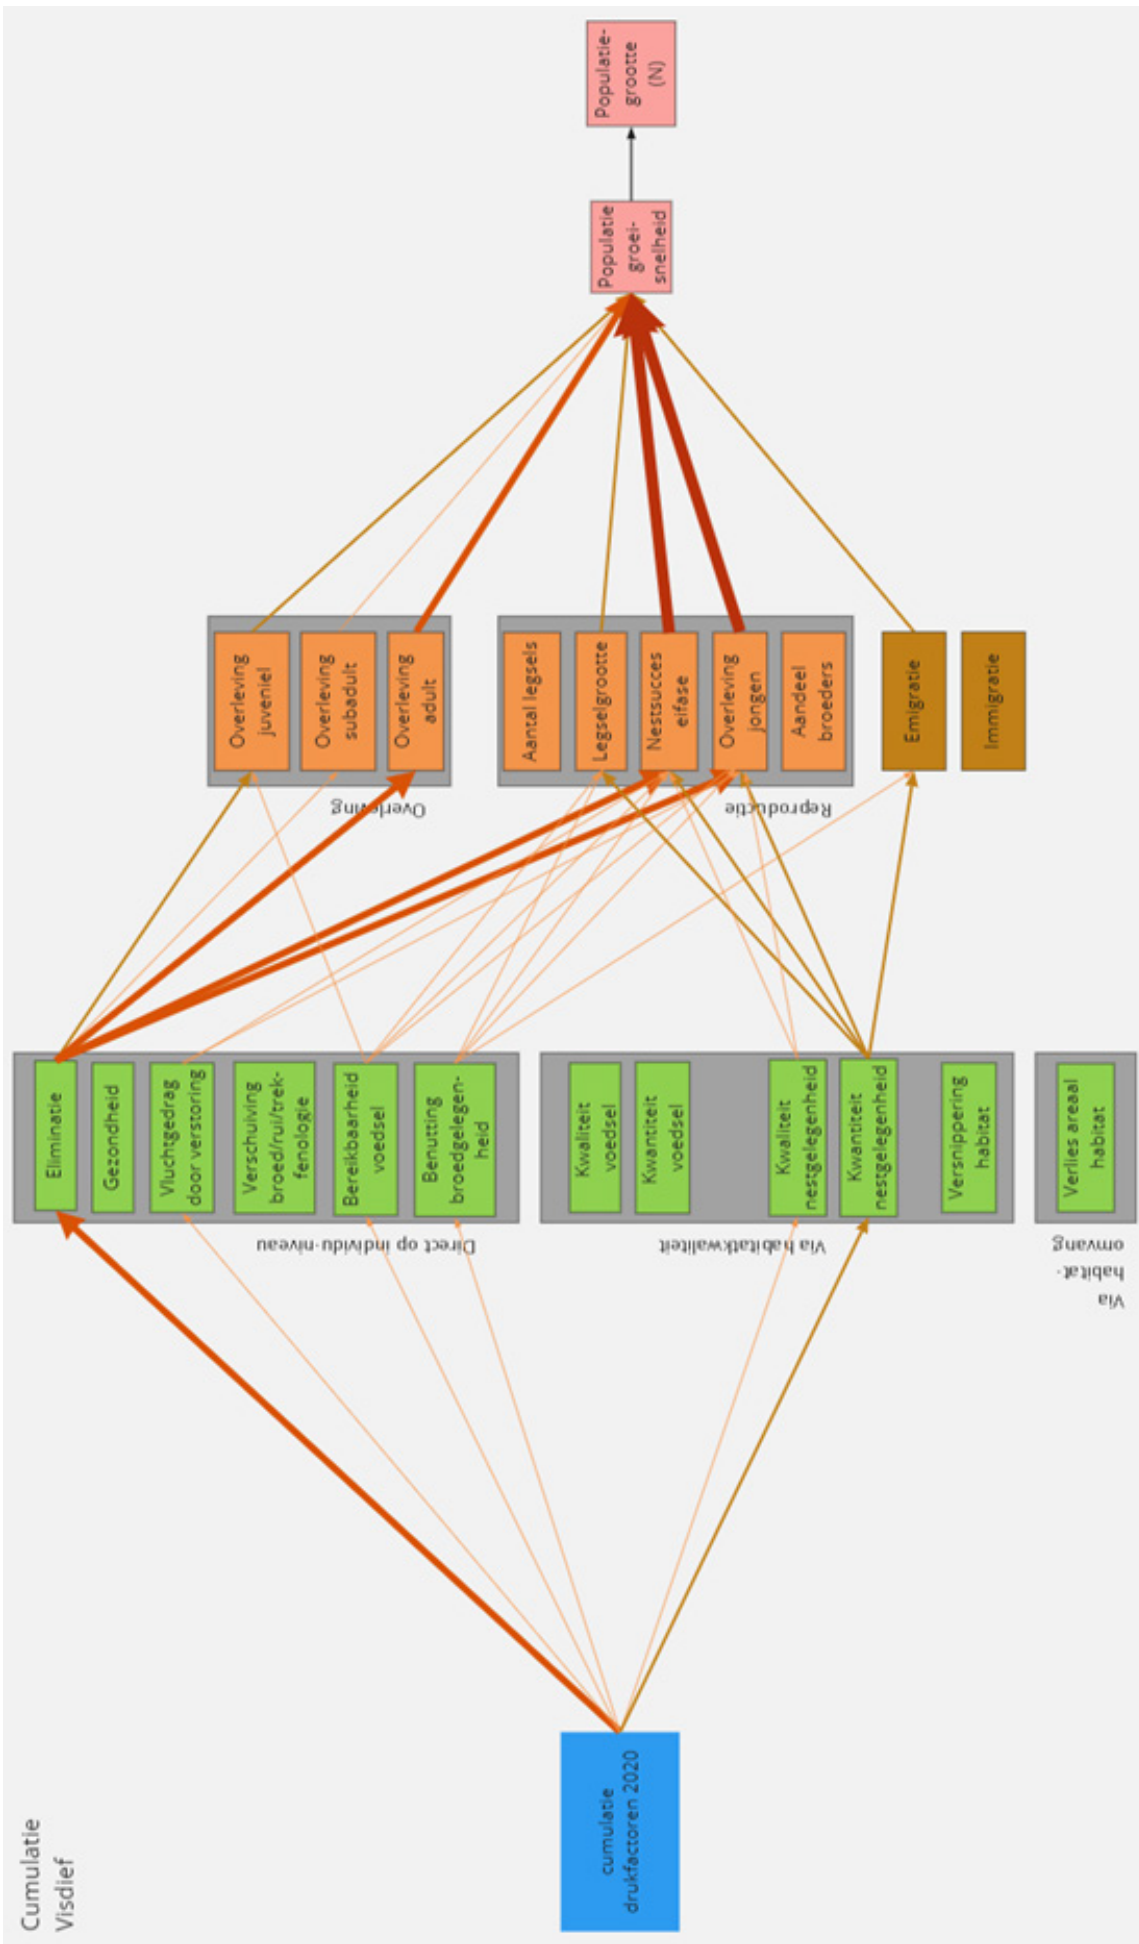 Cumulatie
Visdief
cumulatie
drukfactoren 2020
Direct op individu-niveau
Eliminatie
Gezondheid
Vluchtgedrag
door verstoring
Verschuiving
broed/rui/trek-
fenologie
Bereikbaarheid
voedsel
Benutting
broedgelegen-
heid
Via habitatkwaliteit
Kwaliteit
voedsel
Kwantiteit
voedstel
Kwaliteit
nestgelegenheid
Kwantiteit
nestgelegenheid
Versnippering
habitat
Via
habitat-
omvang
Verlies areaal
habitat
Overleving
Overleving
juveniel
Overleving
subadult
Overleving
adult
Reproductie
Aantal legsels
Legselgrootte
Nestsucces
eifase
Overleving
jongen
Aandeel
broeders
Emigratie
Immigratie
Populatie
groei-
snelheid
Populatie-
grootte
(N)